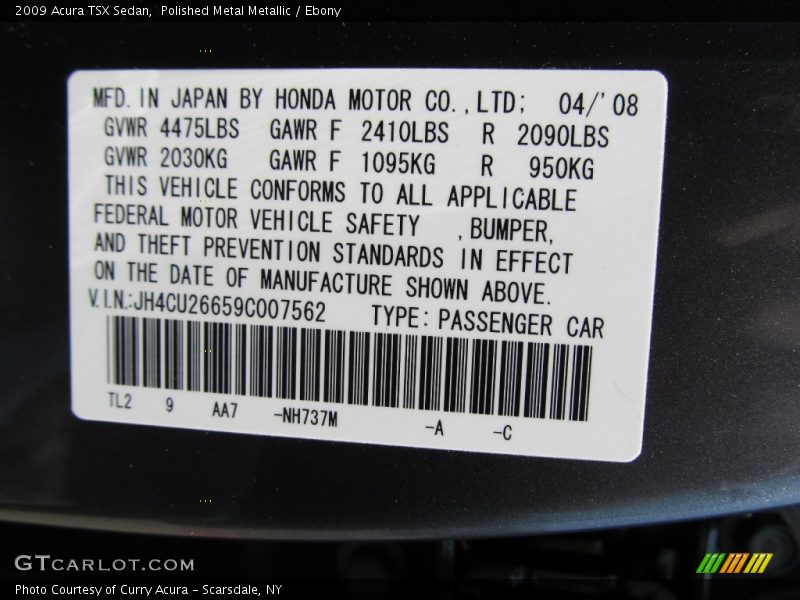 2009 Acura TSX Sedan,  Polished Metal Metallic / Ebony
MFD. IN JAPAN BY HONDA MOTOR CO.,LTD; 04/'08
GVWR 4475LBS GAWR F 2410LBS R 2090LBS
GVWR 2030KG GAWR F 1095KG R 950KG
THIS VEHICLE CONFORMS TO ALL APPLICABLE
FEDERAL MOTOR VEHICLE SAFETY ,BUMPER,
AND THEFT PREVENTION STANDARDS IN EFFECT
ON THE DATE OF MANUFACTURE SHOWN ABOVE.
V.I.N.:JH4CU26659C007562 TYPE: PASSENGER CAR
TL2 9 AA7 -NH737M -A -C
GTCARLOT.COM
Photo Courtesy of Curry Acura - Scarsdale, NY